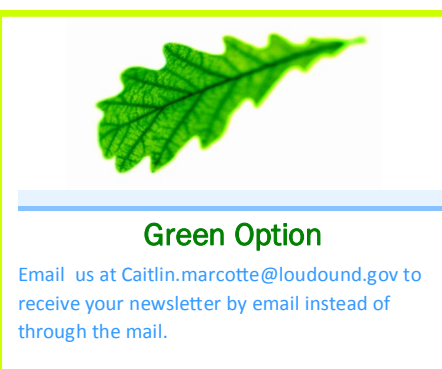 Green Option
Email  us at Caitlin.marcotte@loudound.gov to
receive your newsletter by email instead of
through the mail.